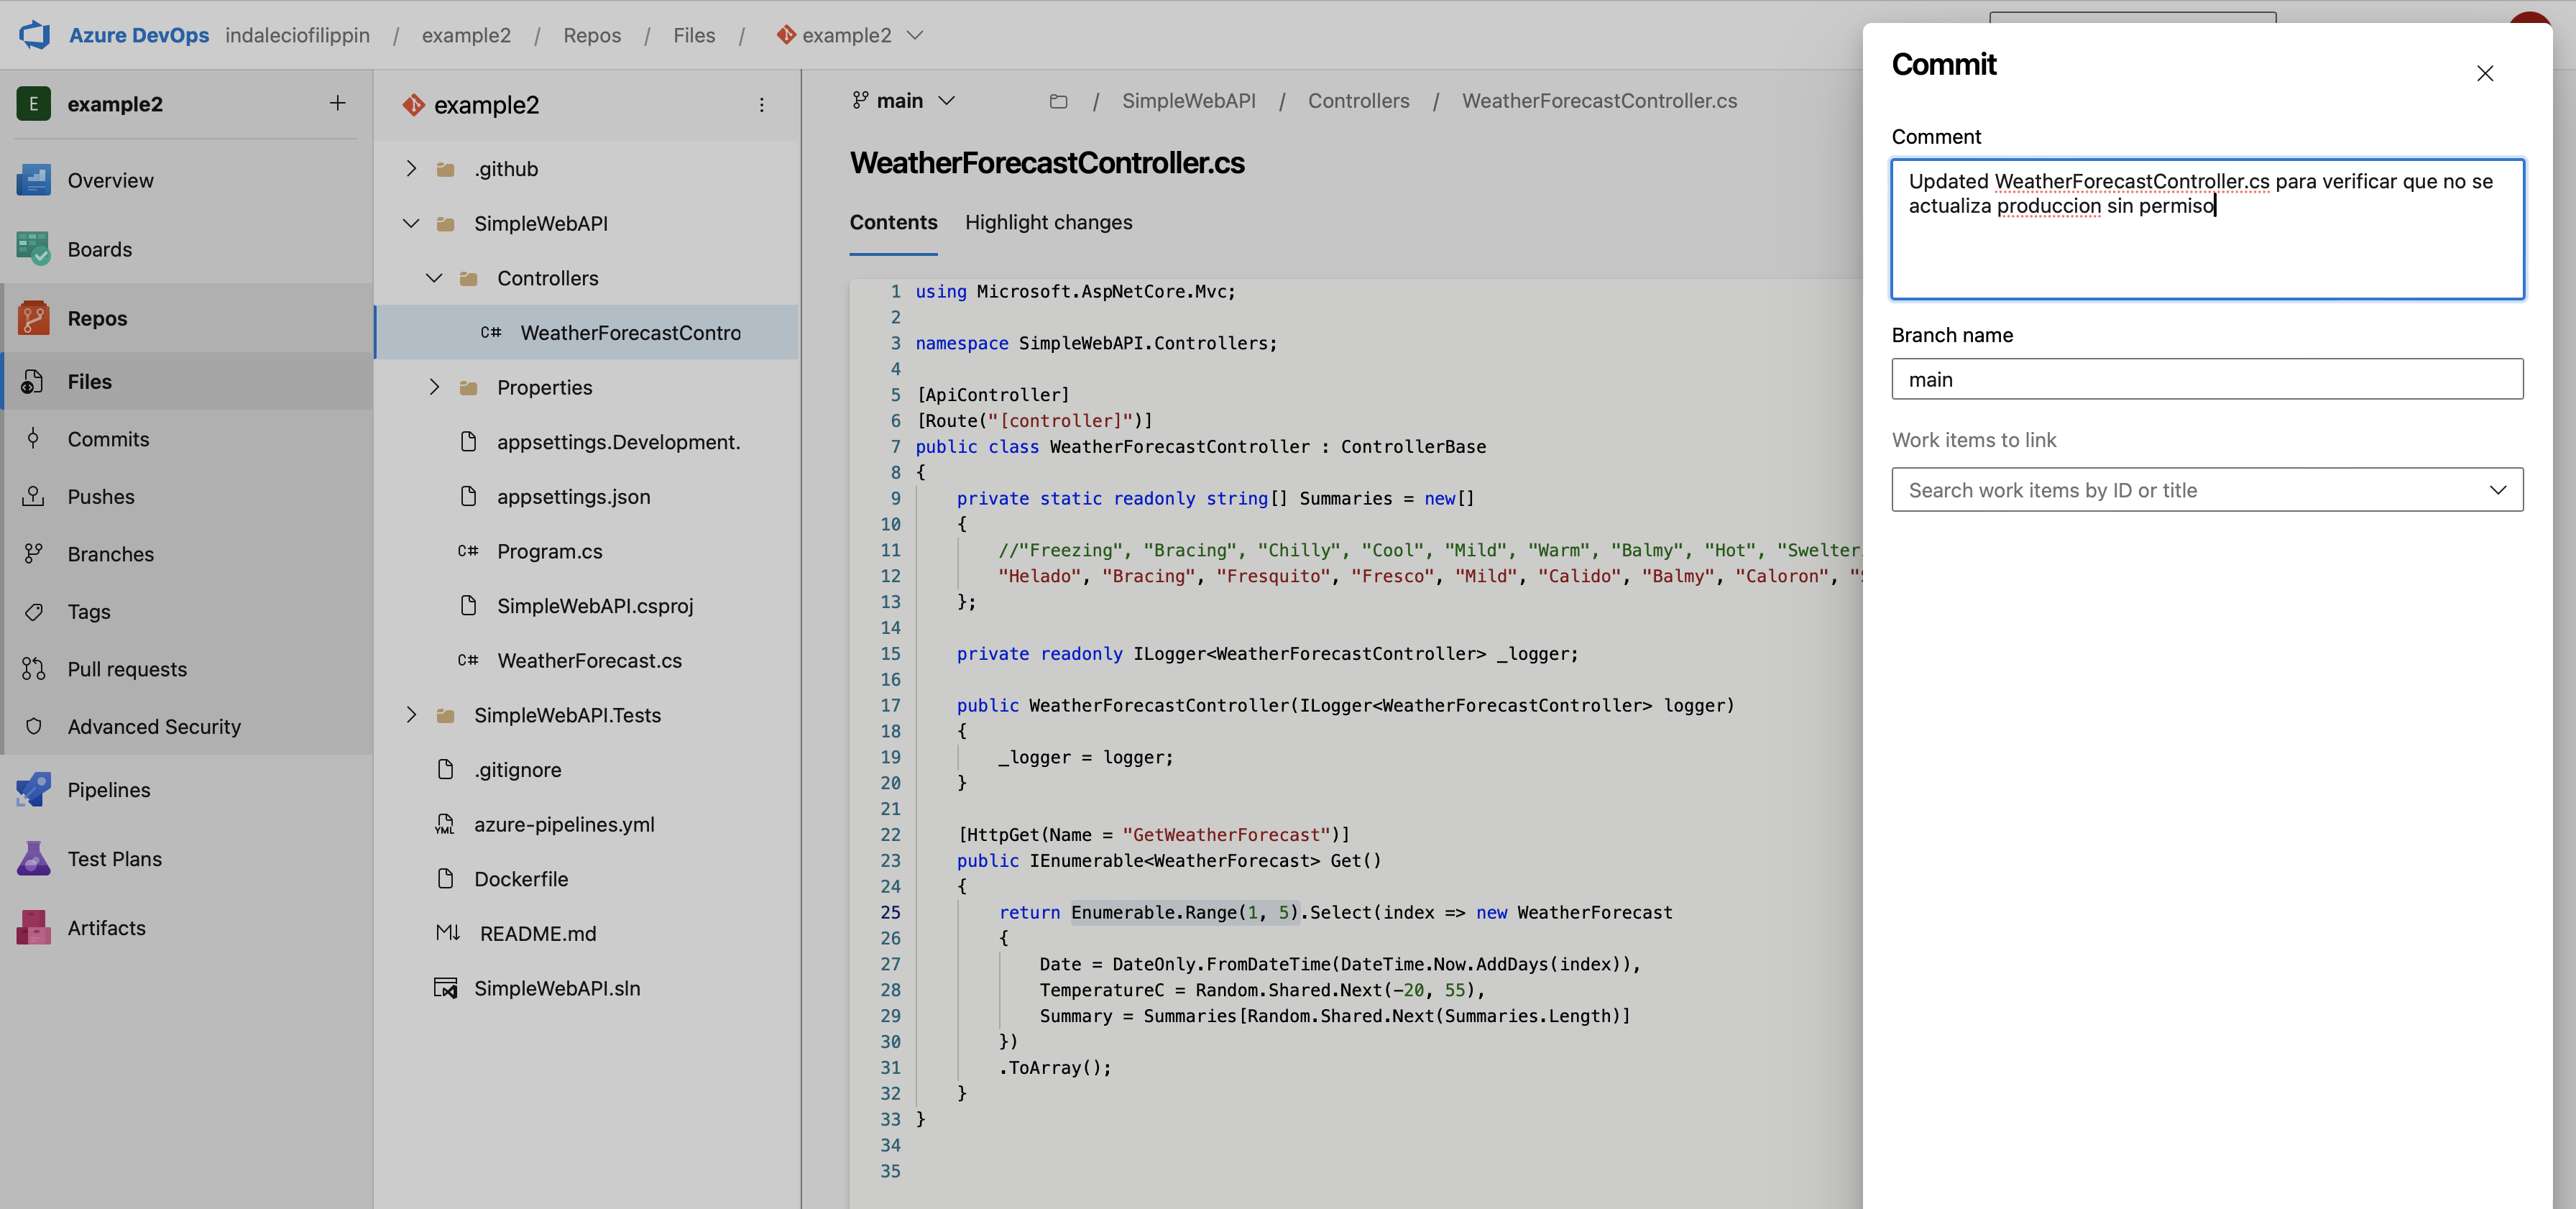 Azure DevOps indaleciofilippin / example2 / Repos / Files / example2
E example2 +
Overview
Boards
Repos
Files
Commits
Pushes
Branches
Tags
Pull requests
Advanced Security
Pipelines
Test Plans
Artifacts
example2
.github
SimpleWebAPI
Controllers
C# WeatherForecastContro
Properties
appsettings.Development.
appsettings.json
C# Program.cs
SimpleWebAPI.csproj
C# WeatherForecast.cs
SimpleWebAPI.Tests
.gitignore
YML azure-pipelines.yml
Dockerfile
M↓ README.md
SimpleWebAPI.sln
main / SimpleWebAPI / Controllers / WeatherForecastController.cs
WeatherForecastController.cs
Contents Highlight changes
1 using Microsoft.AspNetCore.Mvc;
2
3 namespace SimpleWebAPI.Controllers;
4
5 [ApiController]
6 [Route("[controller]")]
7 public class WeatherForecastController : ControllerBase
8 {
9 private static readonly string[] Summaries = new[]
10 {
11 //"Freezing", "Bracing", "Chilly", "Cool", "Mild", "Warm", "Balmy", "Hot", "Swelter
12 "Helado", "Bracing", "Fresquito", "Fresco", "Mild", "Calido", "Balmy", "Caloron", "
13 };
14
15 private readonly ILogger<WeatherForecastController> _logger;
16
17 public WeatherForecastController(ILogger<WeatherForecastController> logger)
18 {
19 _logger = logger;
20 }
21
22 [HttpGet(Name = "GetWeatherForecast")]
23 public IEnumerable<WeatherForecast> Get()
24 {
25 return Enumerable.Range(1, 5).Select(index => new WeatherForecast
26 {
27 Date = DateOnly.FromDateTime(DateTime.Now.AddDays(index)),
28 TemperatureC = Random.Shared.Next(-20, 55),
29 Summary = Summaries[Random.Shared.Next(Summaries.Length)]
30 })
31 .ToArray();
32 }
33 }
34
35
Commit
Comment
Updated WeatherForecastController.cs para verificar que no se
actualiza produccion sin permiso
Branch name
main
Work items to link
Search work items by ID or title